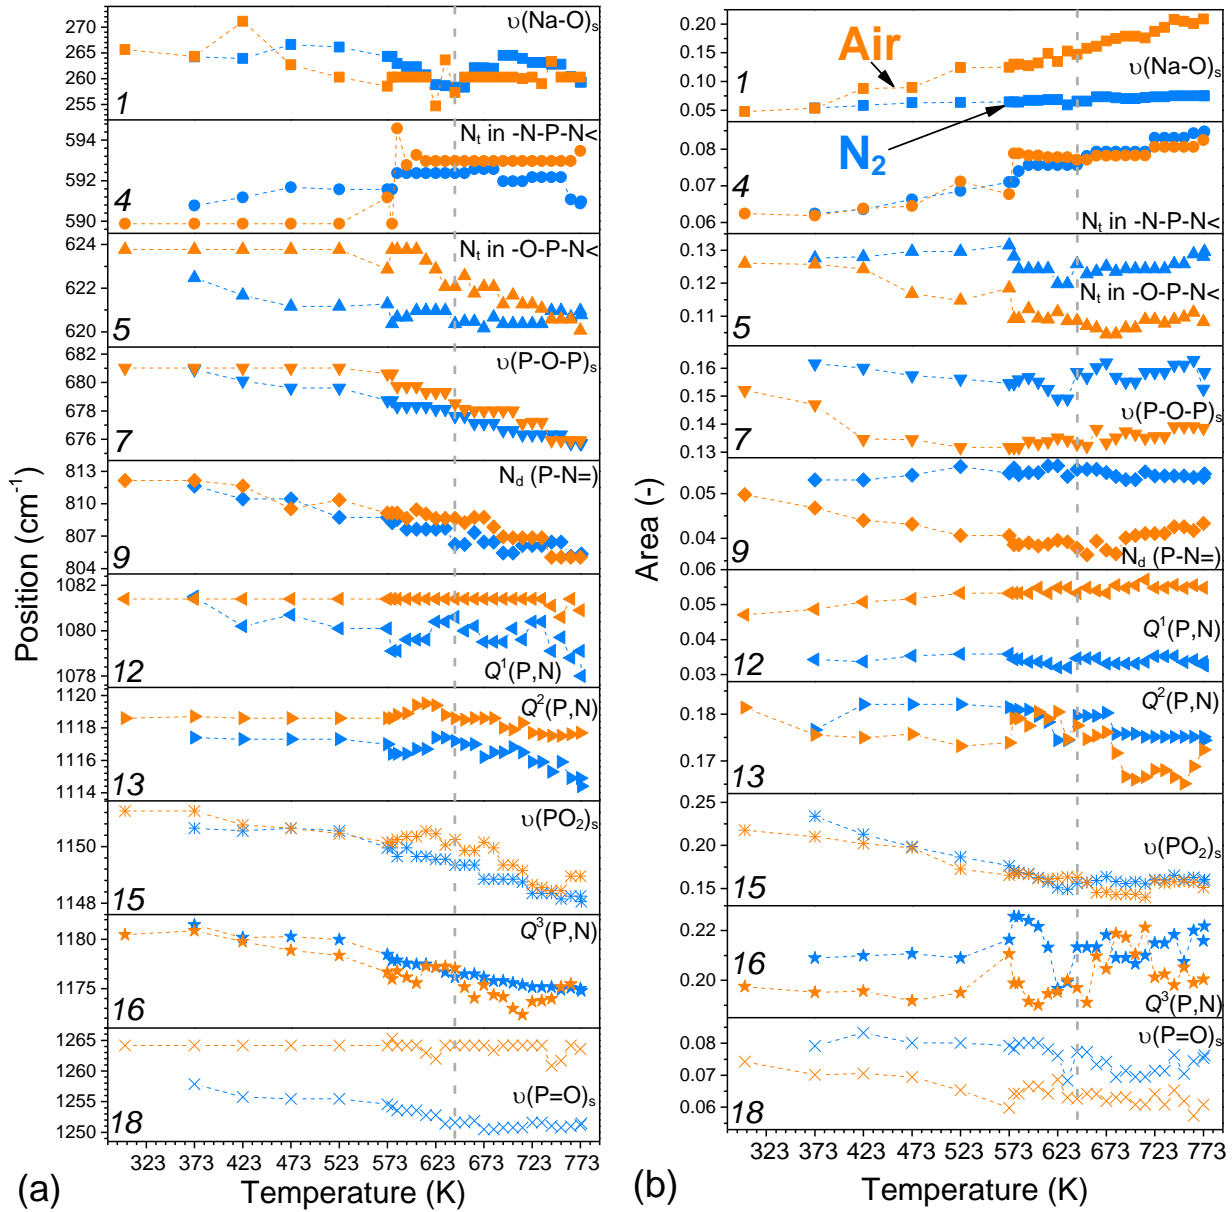 Position (cm⁻¹)
270
265
260
255
υ(Na-O)ₛ
1
594
592
590
Nₜ in -N-P-N<
4
624
622
620
Nₜ in -O-P-N<
5
682
680
678
676
υ(P-O-P)ₛ
7
813
810
807
804
N_d (P-N=)
9
1082
1080
1078
Q¹(P,N)
12
1120
1118
1116
1114
Q²(P,N)
13
1150
1148
υ(PO₂)ₛ
15
1180
1175
Q³(P,N)
16
1265
1260
1255
1250
υ(P=O)ₛ
18
323 373 423 473 523 573 623 673 723 773
Temperature (K)
(a)
Area (-)
0.20
0.15
0.10
0.05
Air
N₂
υ(Na-O)ₛ
1
0.08
0.07
0.06
Nₜ in -N-P-N<
4
0.13
0.12
0.11
Nₜ in -O-P-N<
5
0.16
0.15
0.14
0.13
υ(P-O-P)ₛ
7
0.05
0.04
N_d (P-N=)
9
0.06
0.05
0.04
0.03
Q¹(P,N)
12
0.18
0.17
Q²(P,N)
13
0.25
0.20
0.15
υ(PO₂)ₛ
15
0.22
0.20
Q³(P,N)
16
0.08
0.07
0.06
υ(P=O)ₛ
18
323 373 423 473 523 573 623 673 723 773
Temperature (K)
(b)